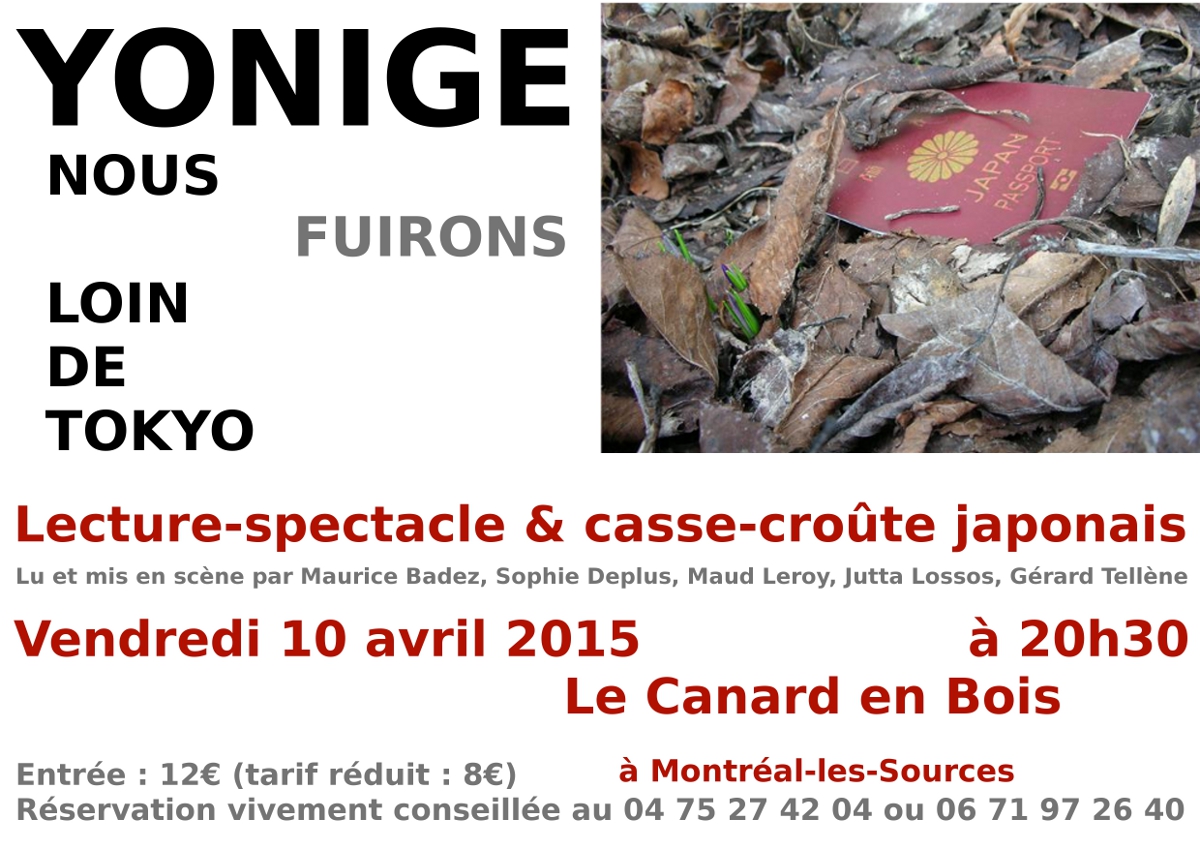 YONIGE
NOUS
FUIRONS
LOIN
DE
TOKYO
JAPAN
PASSPORT
Lecture-spectacle & casse-croûte japonais
Lu et mis en scène par Maurice Badez, Sophie Deplus, Maud Leroy, Jutta Lossos, Gérard Tellène
Vendredi 10 avril 2015 à 20h30
Le Canard en Bois
à Montréal-les-Sources
Entrée : 12€ (tarif réduit : 8€)
Réservation vivement conseillée au 04 75 27 42 04 ou 06 71 97 26 40